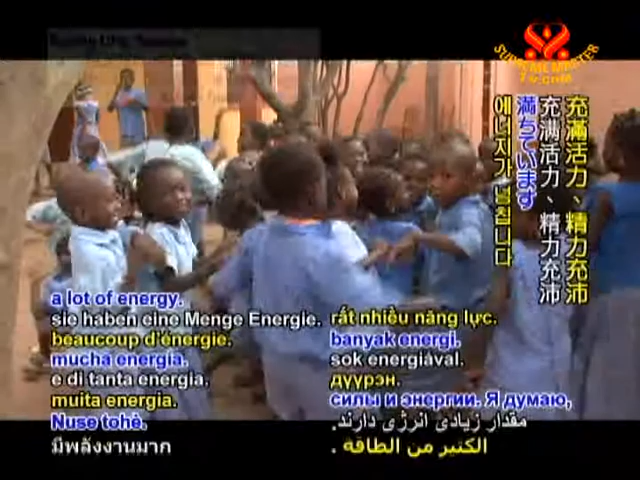 SUPREME MASTER
TV.COM
充滿活力、精力充沛
充满活力、精力充沛
満ちています
에너지가 넘칩니다
a lot of energy.
sie haben eine Menge Energie.
beaucoup d'énergie.
mucha energía.
e di tanta energia.
muita energia.
มีพลังงานมาก
rất nhiều năng lực.
banyak energi.
sok energiával.
дүүрэн.
силы и энергии. Я думаю,
مقدار زیادی انرژی دارند.
الكثير من الطاقة .